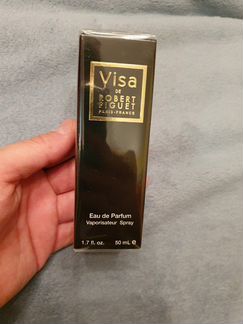 Visa
DE
ROBERT
PIGUET
PARIS-FRANCE
Eau de Parfum
Vaporisateur Spray
1.7 fl. oz. 50 mL e